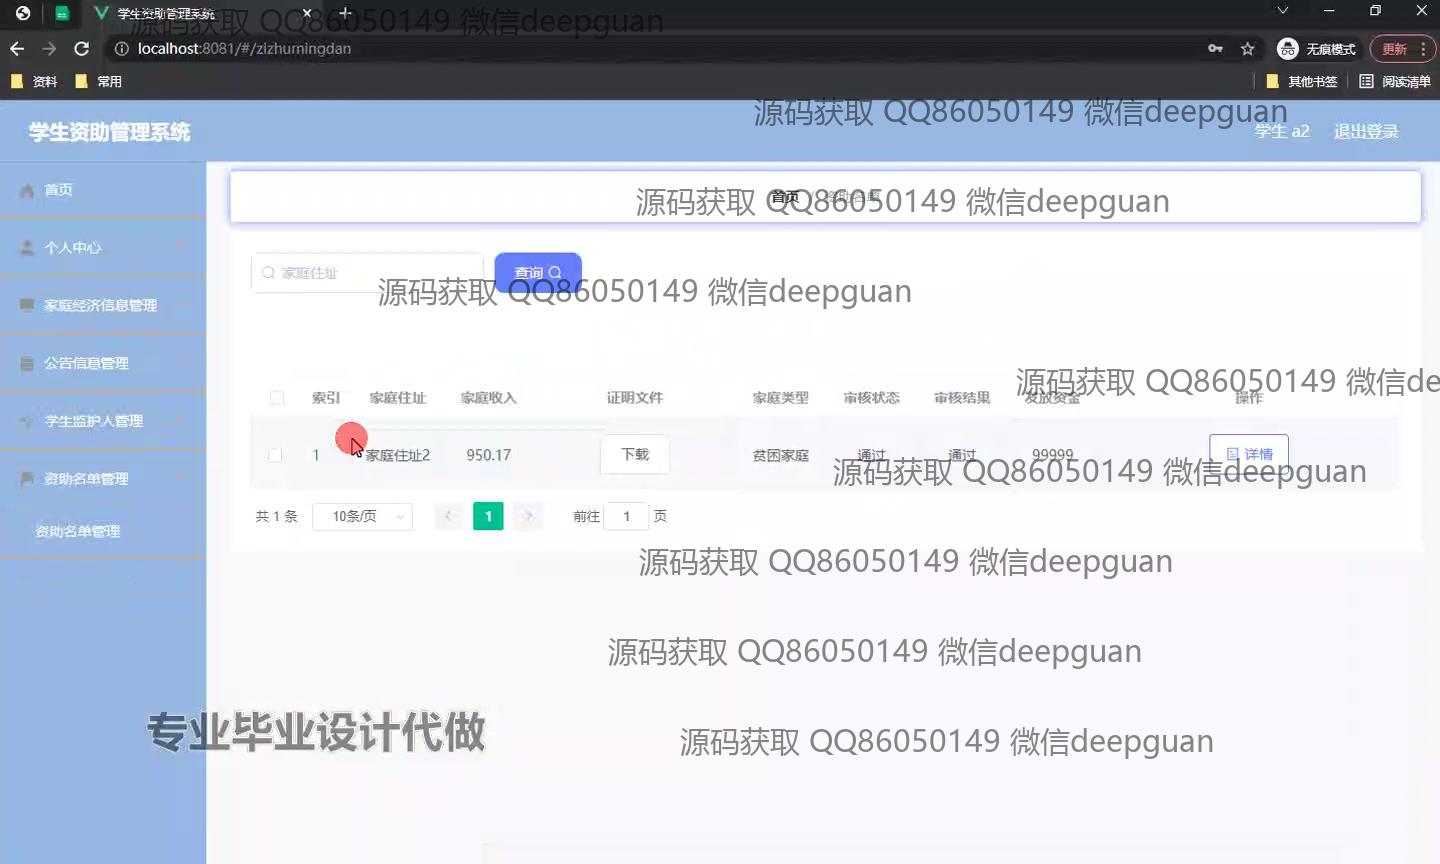 学生资助管理系统
源码获取 QQ86050149 微信deepguan
localhost:8081/#/zizhumingdan
无痕模式
更新
资料
常用
其他书签
阅读清单
源码获取 QQ86050149 微信deepguan
学生资助管理系统
学生 a2
退出登录
首页
首页
源码获取 QQ86050149 微信deepguan
个人中心
家庭住址
查询
源码获取 QQ86050149 微信deepguan
家庭经济信息管理
公告信息管理
源码获取 QQ86050149 微信de
索引 家庭住址 家庭收入 证明文件 家庭类型 审核状态 审核结果 发放资金 操作
学生监护人管理
1 家庭住址2 950.17 下载 贫困家庭 通过 通过 99999 详情
源码获取 QQ86050149 微信deepguan
资助名单管理
共 1 条 10条/页 1 前往 1 页
资助名单管理
源码获取 QQ86050149 微信deepguan
源码获取 QQ86050149 微信deepguan
专业毕业设计代做
源码获取 QQ86050149 微信deepguan